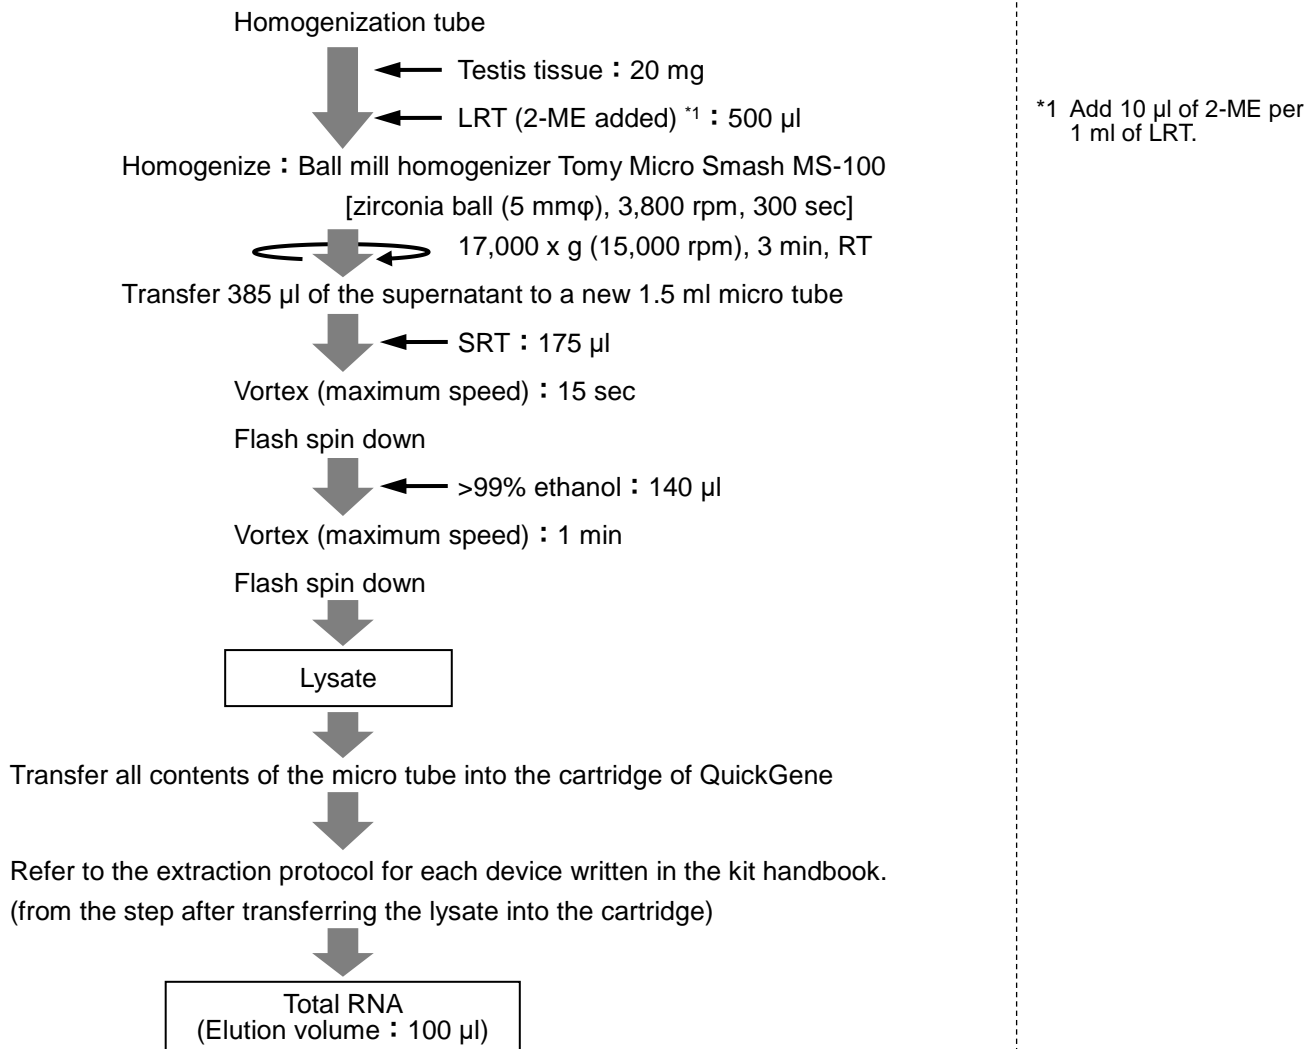 Homogenization tube
Testis tissue：20 mg
LRT (2-ME added) *1：500 µl
*1 Add 10 µl of 2-ME per
1 ml of LRT.
Homogenize：Ball mill homogenizer Tomy Micro Smash MS-100
[zirconia ball (5 mmφ), 3,800 rpm, 300 sec]
17,000 x g (15,000 rpm), 3 min, RT
Transfer 385 µl of the supernatant to a new 1.5 ml micro tube
SRT：175 µl
Vortex (maximum speed)：15 sec
Flash spin down
>99% ethanol：140 µl
Vortex (maximum speed)：1 min
Flash spin down
Lysate
Transfer all contents of the micro tube into the cartridge of QuickGene
Refer to the extraction protocol for each device written in the kit handbook.
(from the step after transferring the lysate into the cartridge)
Total RNA
(Elution volume：100 µl)